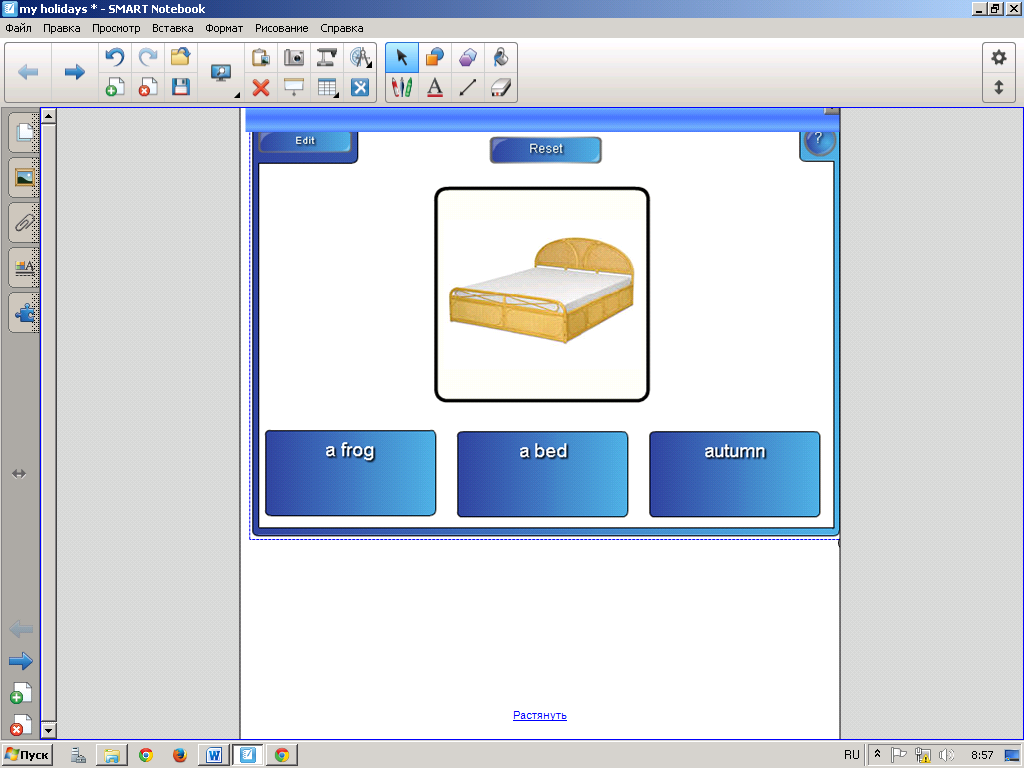 my holidays * - SMART Notebook
Файл Правка Просмотр Вставка Формат Рисование Справка
Edit
Reset
?
a frog
a bed
autumn
Растянуть
Пуск
RU
8:57